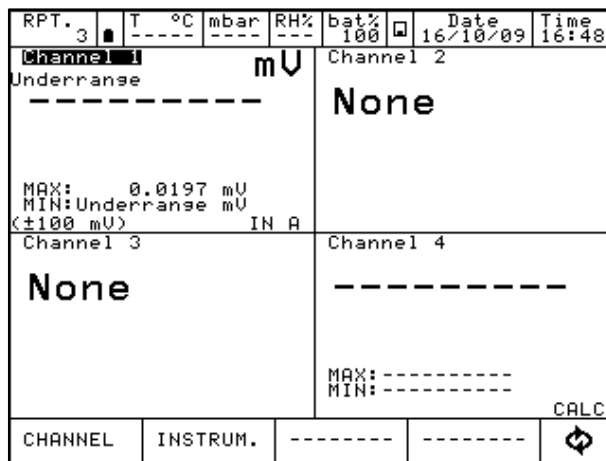 RPT. 3 T °C ----- mbar ---- RH% --- bat% 100 Date 16/10/09 Time 16:48
Channel 1 mV
Underrange
----------
MAX: 0.0197 mV
MIN:Underrange mV
(±100 mV) IN A
Channel 2
None
Channel 3
None
Channel 4
----------
MAX:----------
MIN:----------
CALC
CHANNEL INSTRUM. -------- --------